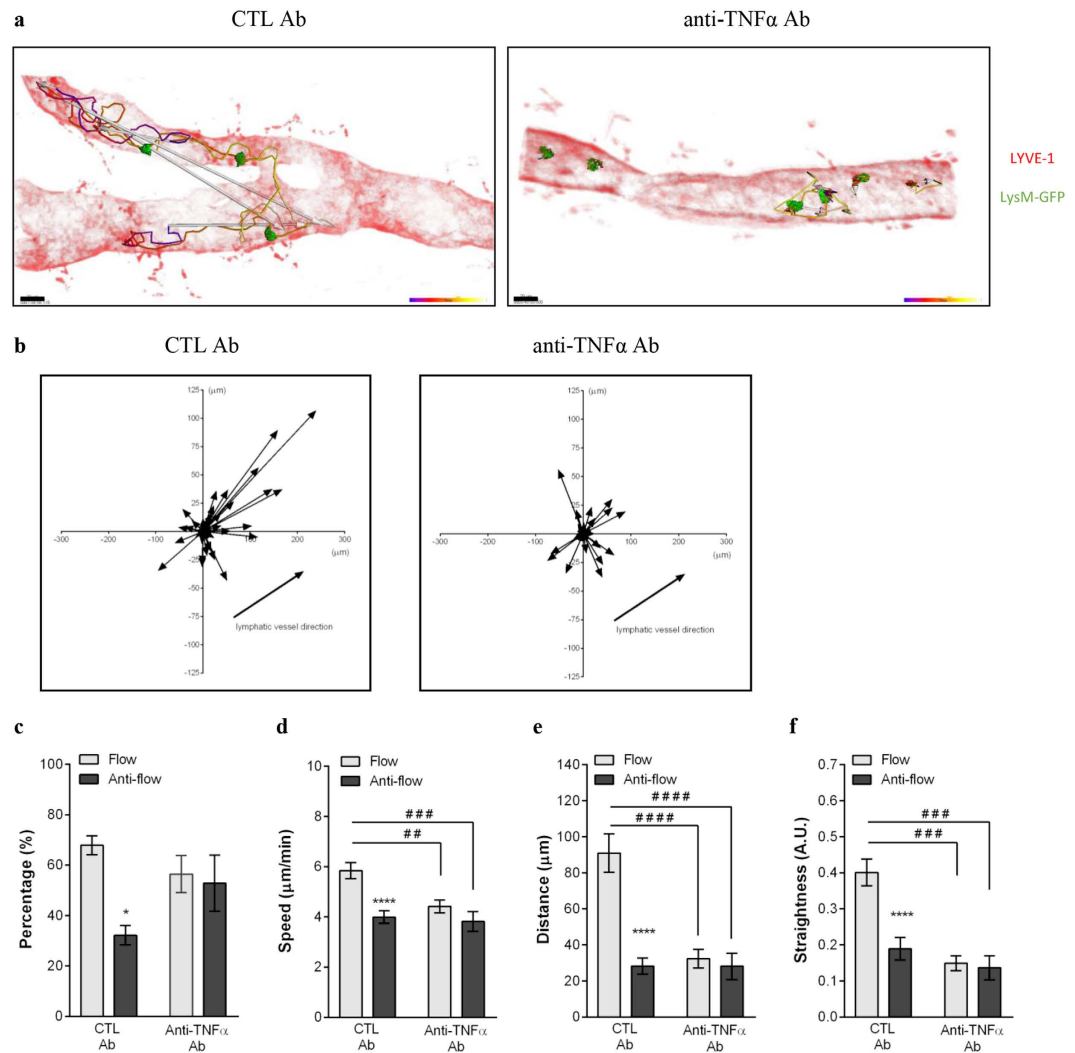 a
CTL Ab
anti-TNFα Ab
LYVE-1
LysM-GFP
b
CTL Ab
anti-TNFα Ab
125
(μm)
100
75
50
25
-300
-200
-100
100
200
300
(μm)
-25
-50
-75
-100
-125
lymphatic vessel direction
125
(μm)
100
75
50
25
-300
-200
-100
100
200
300
(μm)
-25
-50
-75
-100
-125
lymphatic vessel direction
c
Flow
Anti-flow
Percentage (%)
100
80
60
40
20
0
*
CTL
Ab
Anti-TNFα
Ab
d
Flow
Anti-flow
Speed (μm/min)
10
8
6
4
2
0
###
##
****
CTL
Ab
Anti-TNFα
Ab
e
Flow
Anti-flow
Distance (μm)
140
120
100
80
60
40
20
0
####
####
****
CTL
Ab
Anti-TNFα
Ab
f
Flow
Anti-flow
Straightness (A.U.)
0.7
0.6
0.5
0.4
0.3
0.2
0.1
0.0
###
###
****
CTL
Ab
Anti-TNFα
Ab